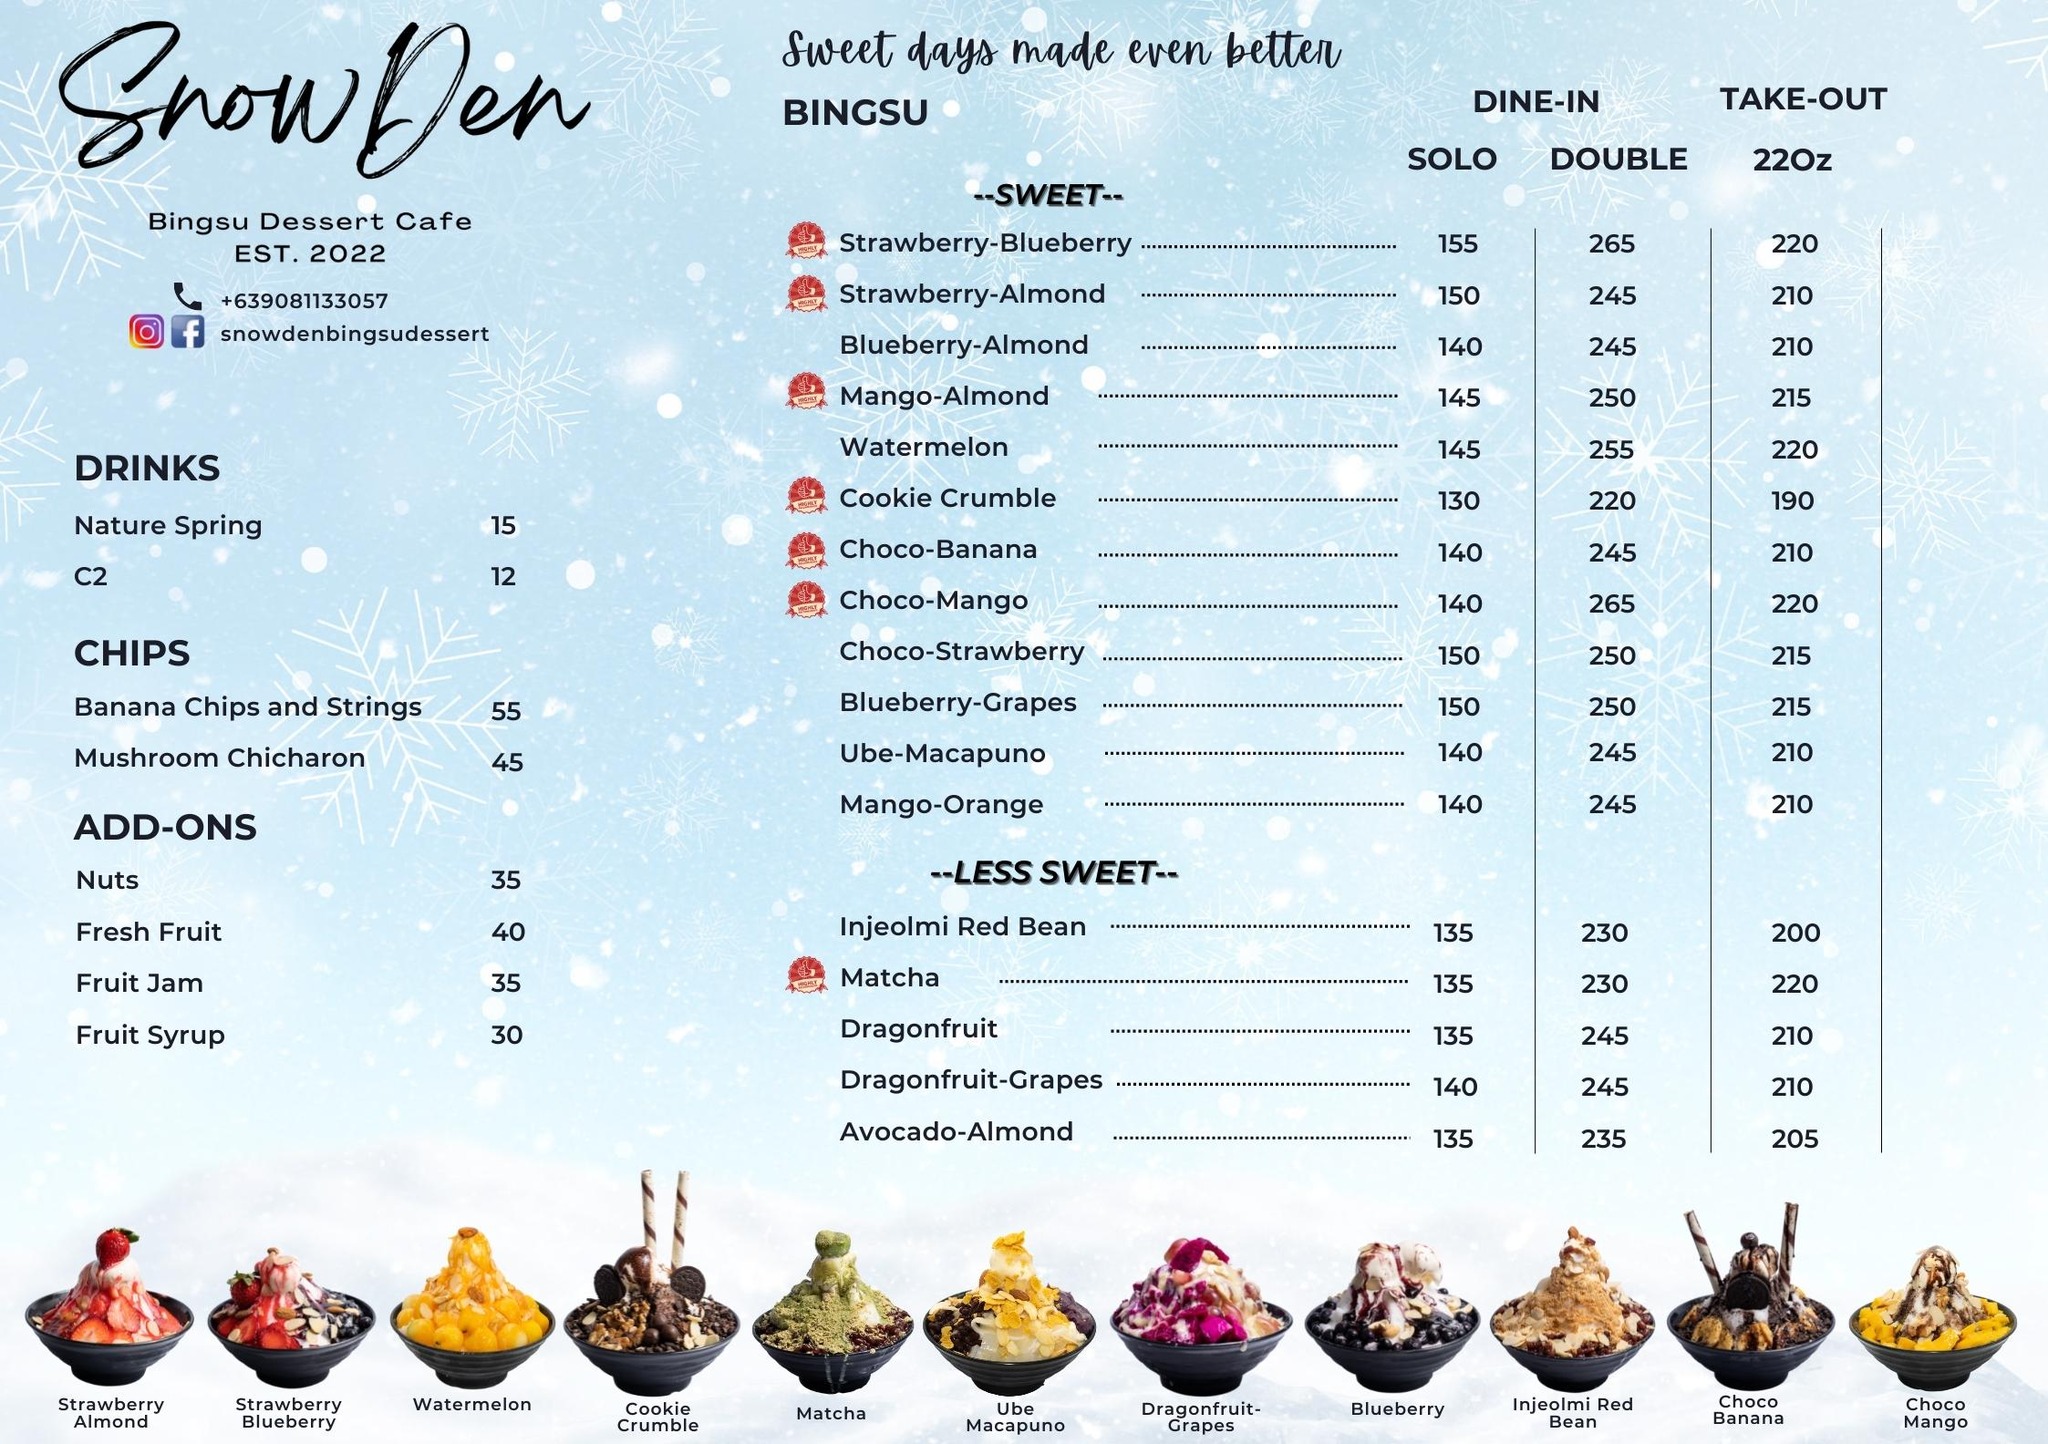 SnowDen
Bingsu Dessert Cafe
EST. 2022
+639081133057
snowdenbingsudessert
DRINKS
Nature Spring 15
C2 12
CHIPS
Banana Chips and Strings 55
Mushroom Chicharon 45
ADD-ONS
Nuts 35
Fresh Fruit 40
Fruit Jam 35
Fruit Syrup 30
Sweet days made even better
BINGSU DINE-IN TAKE-OUT
SOLO DOUBLE 22Oz
--SWEET--
HIGHLY Strawberry-Blueberry 155 265 220
HIGHLY Strawberry-Almond 150 245 210
Blueberry-Almond 140 245 210
HIGHLY Mango-Almond 145 250 215
Watermelon 145 255 220
HIGHLY Cookie Crumble 130 220 190
HIGHLY Choco-Banana 140 245 210
HIGHLY Choco-Mango 140 265 220
Choco-Strawberry 150 250 215
Blueberry-Grapes 150 250 215
Ube-Macapuno 140 245 210
Mango-Orange 140 245 210
--LESS SWEET--
Injeolmi Red Bean 135 230 200
HIGHLY Matcha 135 230 220
Dragonfruit 135 245 210
Dragonfruit-Grapes 140 245 210
Avocado-Almond 135 235 205
Strawberry
Almond
Strawberry
Blueberry
Watermelon
Cookie
Crumble
Matcha
Ube
Macapuno
Dragonfruit-
Grapes
Blueberry
Injeolmi Red
Bean
Choco
Banana
Choco
Mango